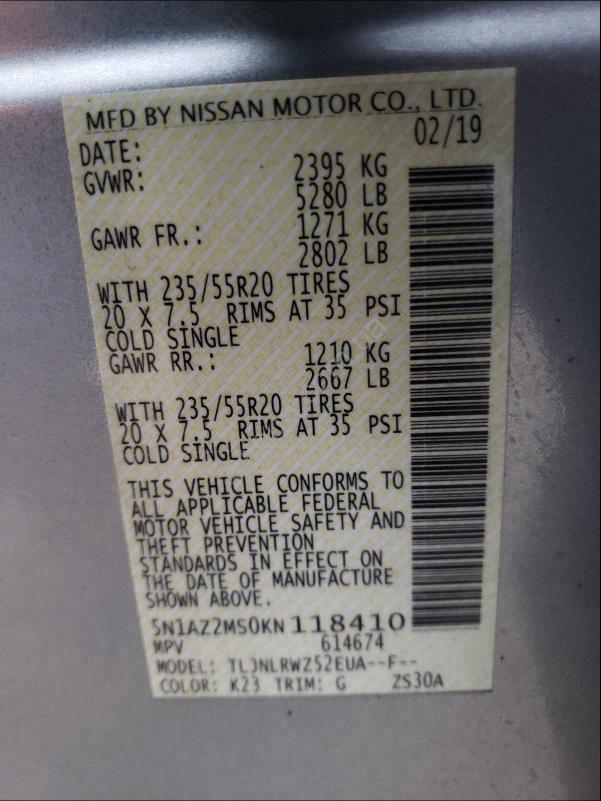 MFD BY NISSAN MOTOR CO., LTD.
DATE: 02/19
GVWR: 2395 KG
5280 LB
GAWR FR.: 1271 KG
2802 LB
WITH 235/55R20 TIRES
20 X 7.5 RIMS AT 35 PSI
COLD SINGLE
GAWR RR.: 1210 KG
2667 LB
WITH 235/55R20 TIRES
20 X 7.5 RIMS AT 35 PSI
COLD SINGLE
THIS VEHICLE CONFORMS TO
ALL APPLICABLE FEDERAL
MOTOR VEHICLE SAFETY AND
THEFT PREVENTION
STANDARDS IN EFFECT ON
THE DATE OF MANUFACTURE
SHOWN ABOVE.
5N1AZ2MS0KN118410
MPV 614674
MODEL: TLJNLRWZ52EUA--F--
COLOR: K23 TRIM: G ZS30A